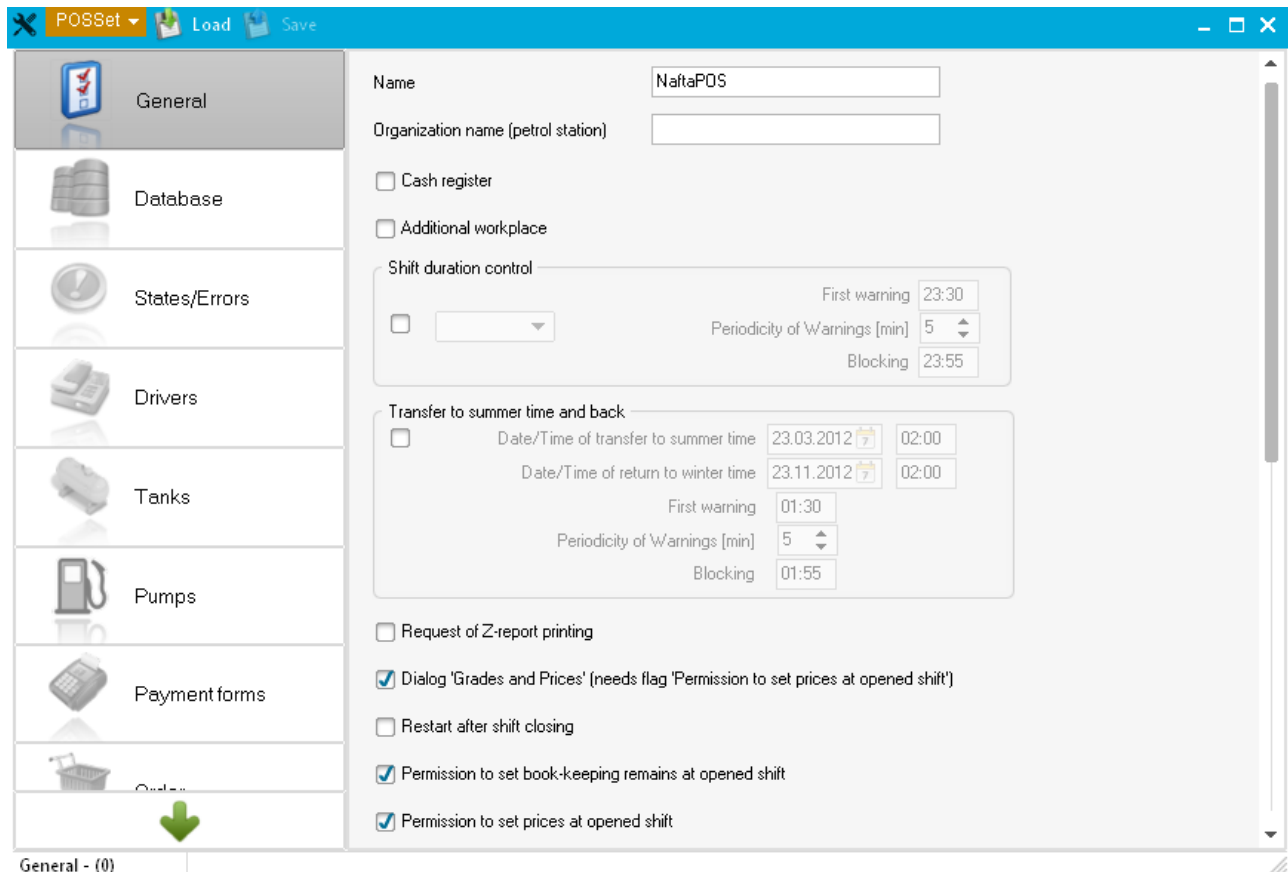 POSSet Load Save
General
Database
States/Errors
Drivers
Tanks
Pumps
Payment forms
Order
Name NaftaPOS
Organization name (petrol station)
Cash register
Additional workplace
Shift duration control
First warning 23:30
Periodicity of Warnings [min] 5
Blocking 23:55
Transfer to summer time and back
Date/Time of transfer to summer time 23.03.2012 7 02:00
Date/Time of return to winter time 23.11.2012 7 02:00
First warning 01:30
Periodicity of Warnings [min] 5
Blocking 01:55
Request of Z-report printing
Dialog 'Grades and Prices' (needs flag 'Permission to set prices at opened shift')
Restart after shift closing
Permission to set book-keeping remains at opened shift
Permission to set prices at opened shift
General - (0)